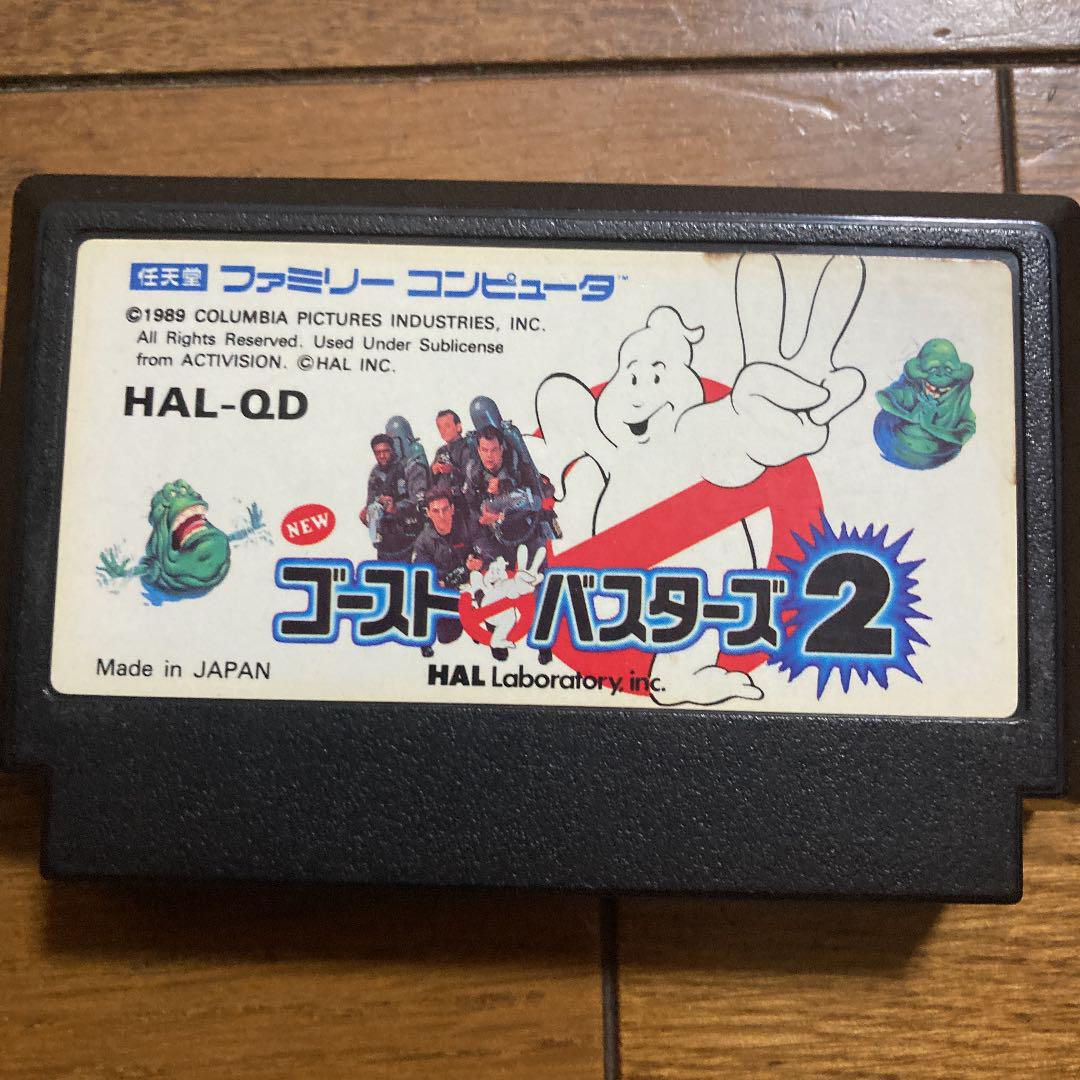 任天堂 ファミリー コンピュータ™
©1989 COLUMBIA PICTURES INDUSTRIES, INC.
All Rights Reserved. Used Under Sublicense
from ACTIVISION. ©HAL INC.
HAL-QD
NEW
ゴーストバスターズ2
Made in JAPAN
HAL Laboratory, inc.